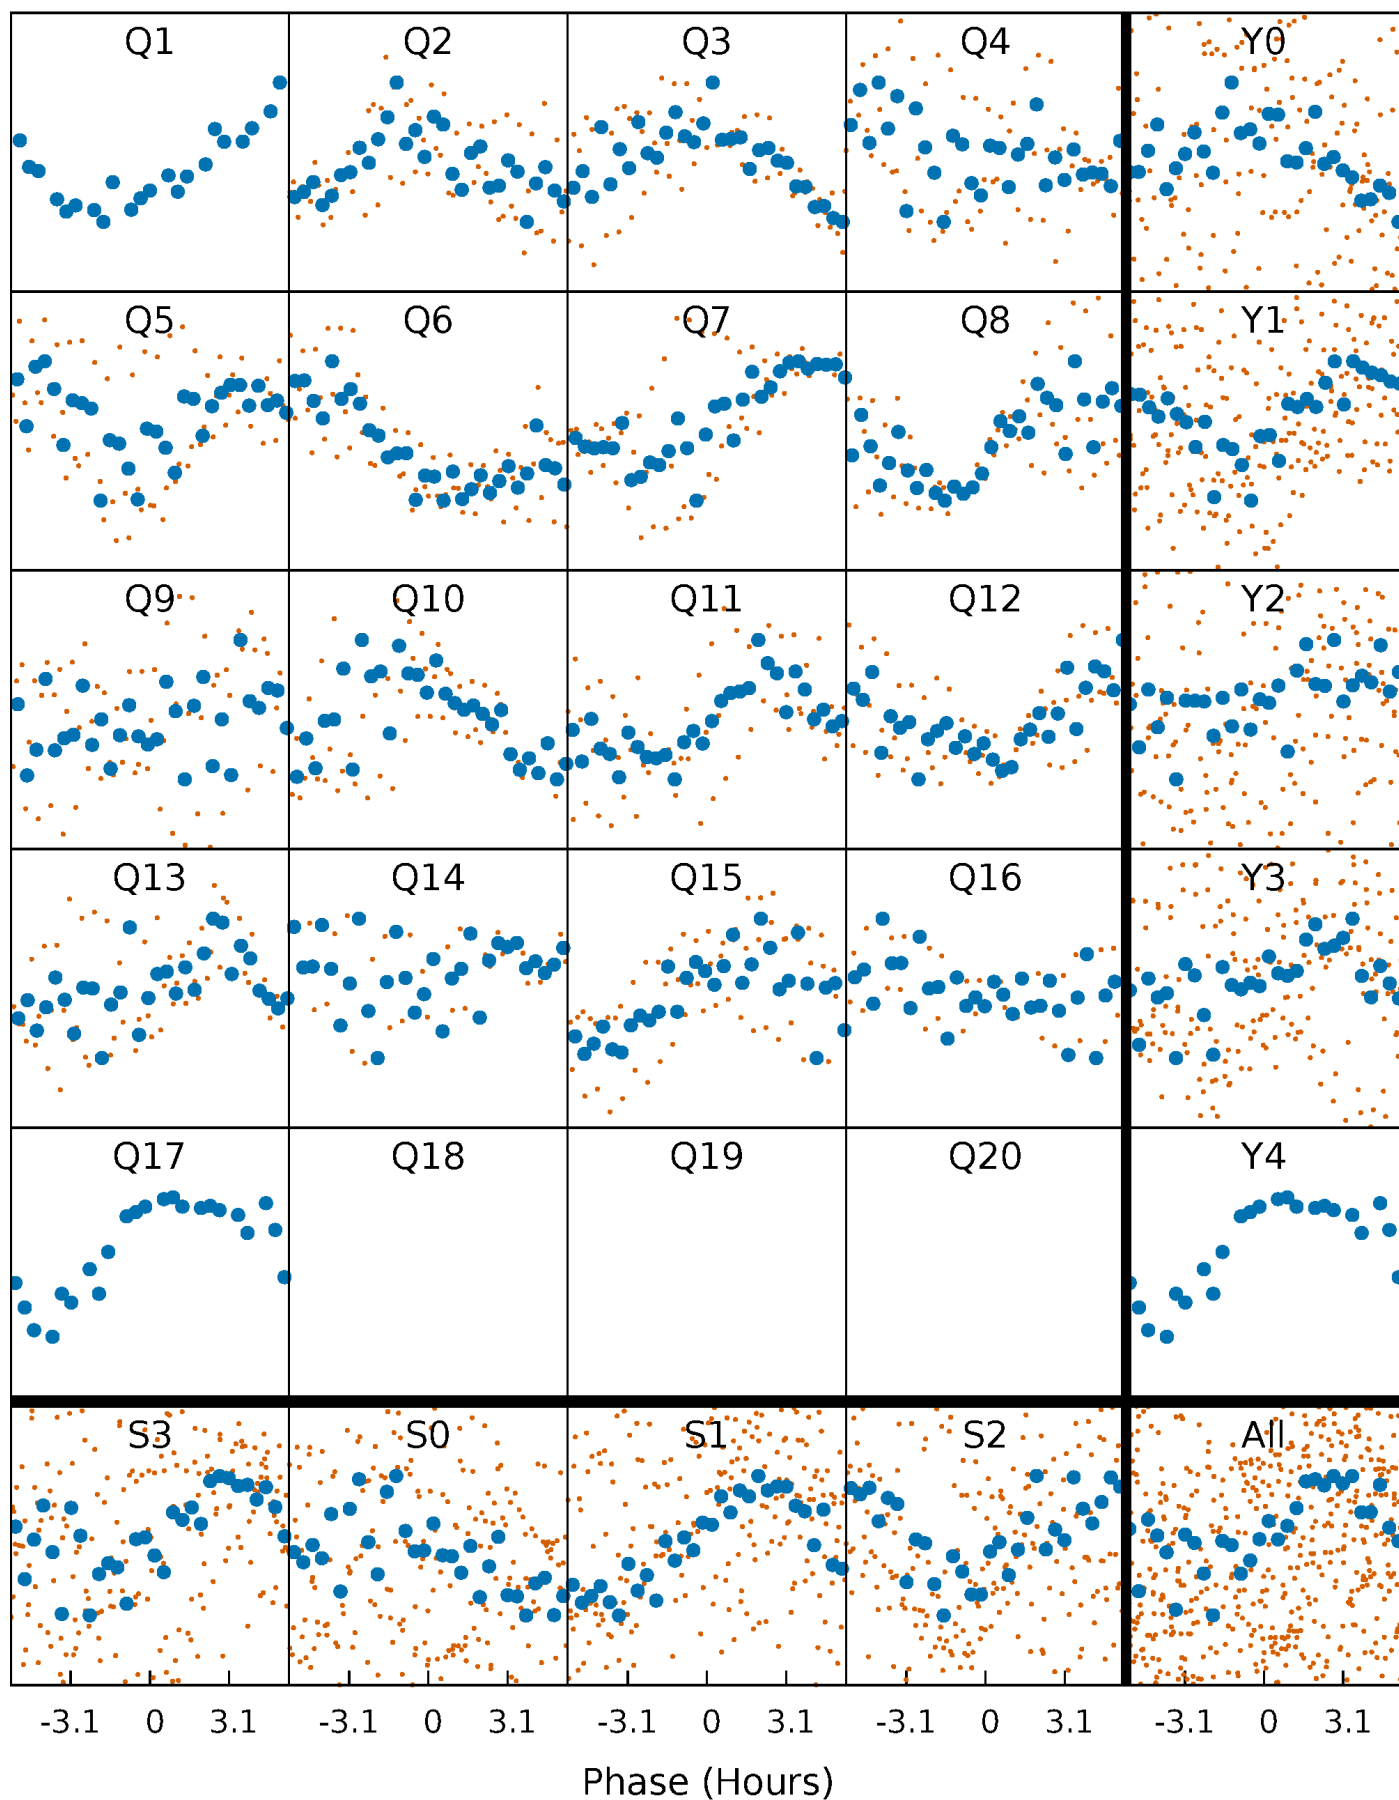 Q1 Q2 Q3 Q4 Y0
Q5 Q6 Q7 Q8 Y1
Q9 Q10 Q11 Q12 Y2
Q13 Q14 Q15 Q16 Y3
Q17 Q18 Q19 Q20 Y4
S3 S0 S1 S2 All
-3.1 0 3.1 -3.1 0 3.1 -3.1 0 3.1 -3.1 0 3.1 -3.1 0 3.1
Phase (Hours)